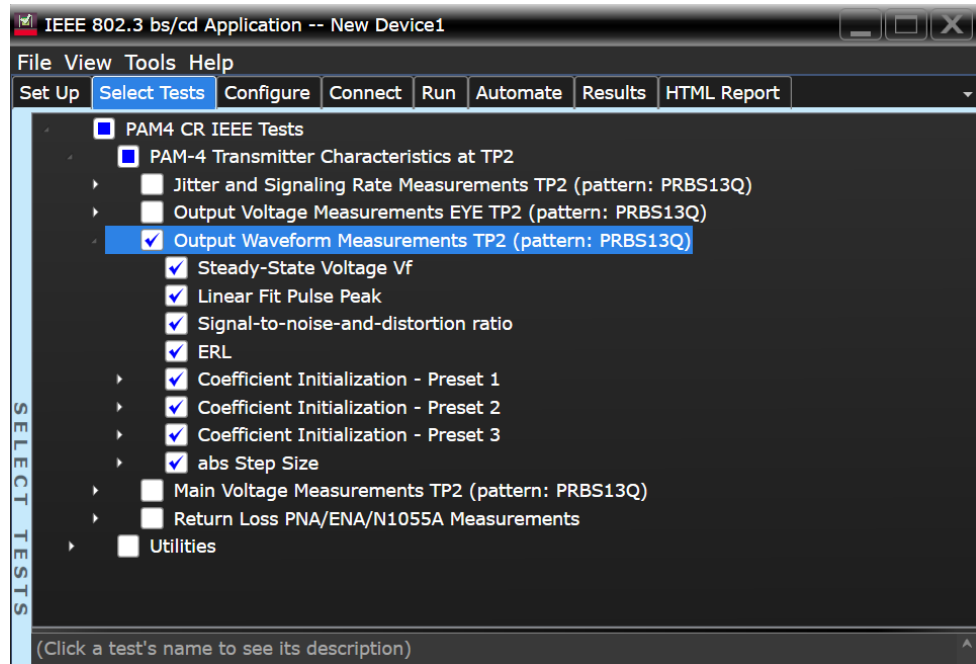 IEEE 802.3 bs/cd Application -- New Device1
File View Tools Help
Set Up Select Tests Configure Connect Run Automate Results HTML Report
SELECT TESTS
PAM4 CR IEEE Tests
PAM-4 Transmitter Characteristics at TP2
Jitter and Signaling Rate Measurements TP2 (pattern: PRBS13Q)
Output Voltage Measurements EYE TP2 (pattern: PRBS13Q)
Output Waveform Measurements TP2 (pattern: PRBS13Q)
Steady-State Voltage Vf
Linear Fit Pulse Peak
Signal-to-noise-and-distortion ratio
ERL
Coefficient Initialization - Preset 1
Coefficient Initialization - Preset 2
Coefficient Initialization - Preset 3
abs Step Size
Main Voltage Measurements TP2 (pattern: PRBS13Q)
Return Loss PNA/ENA/N1055A Measurements
Utilities
(Click a test's name to see its description)